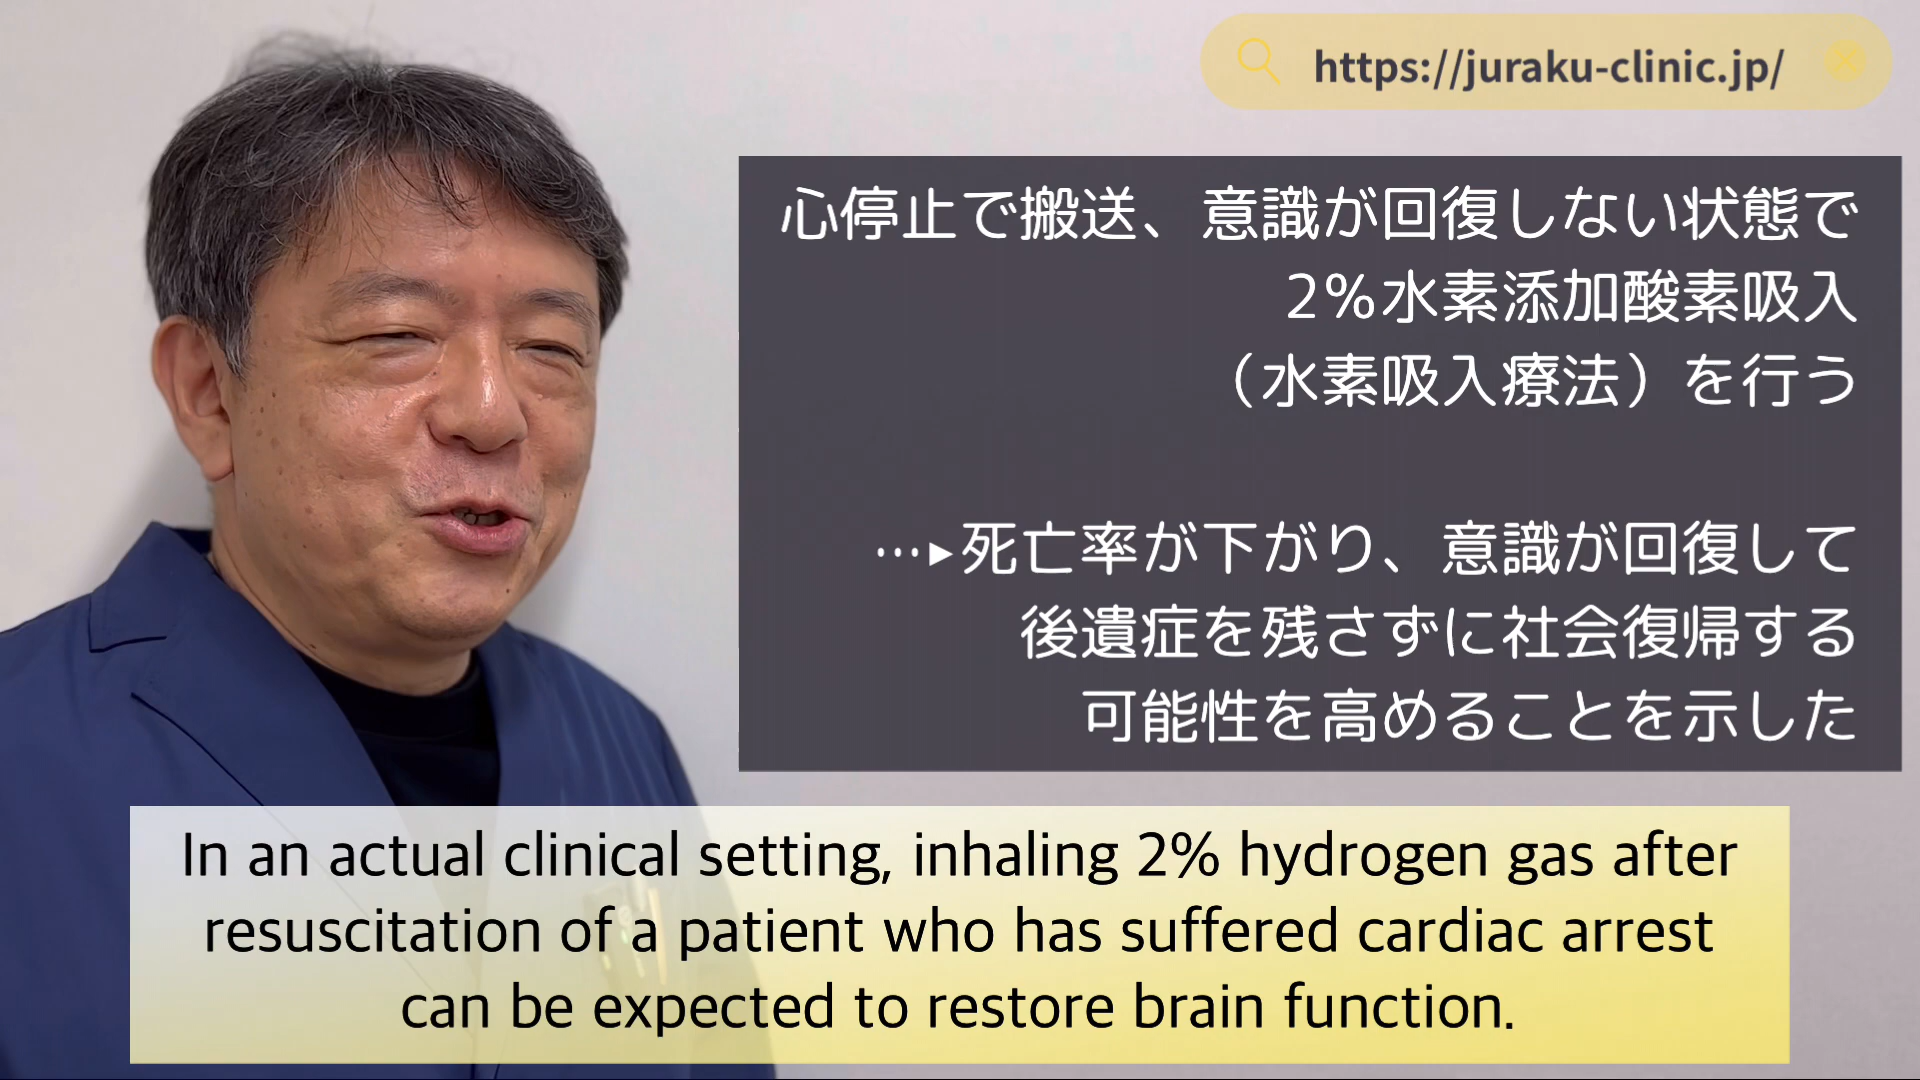 https://juraku-clinic.jp/
心停止で搬送、意識が回復しない状態で
2%水素添加酸素吸入
（水素吸入療法）を行う
…▸死亡率が下がり、意識が回復して
後遺症を残さずに社会復帰する
可能性を高めることを示した
In an actual clinical setting, inhaling 2% hydrogen gas after
resuscitation of a patient who has suffered cardiac arrest
can be expected to restore brain function.